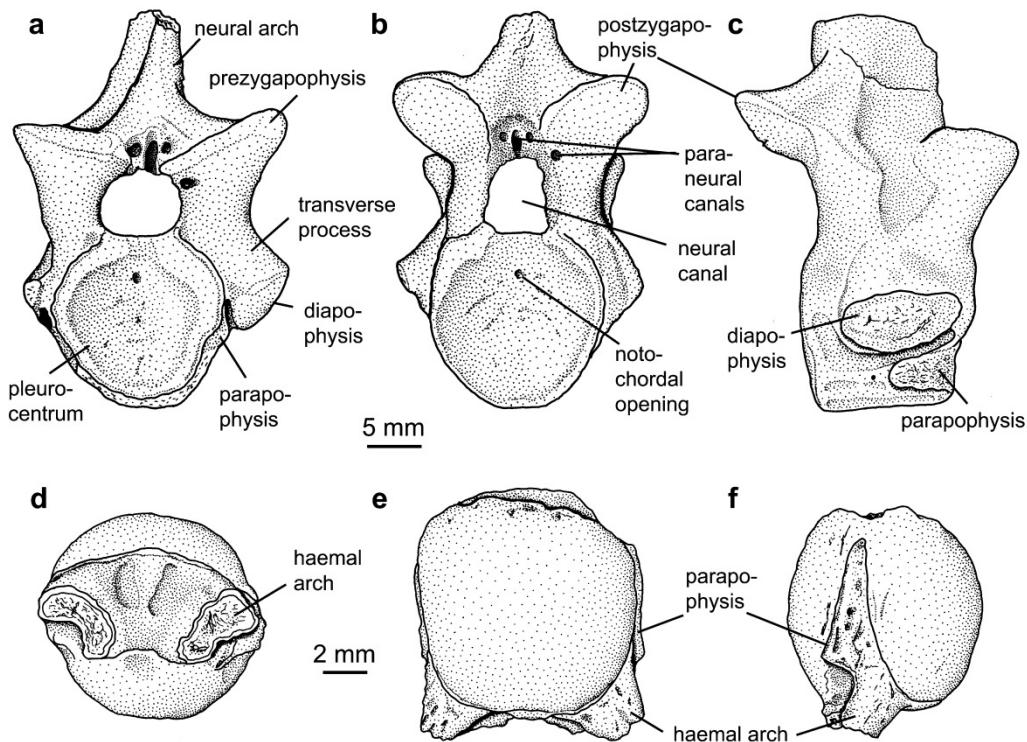 a
neural arch
prezygapophysis
transverse
process
diapo-
physis
parapo-
physis
pleuro-
centrum
b
postzygapo-
physis
para-
neural
canals
neural
canal
noto-
chordal
opening
5 mm
c
diapo-
physis
parapophysis
d
haemal
arch
2 mm
e
parapo-
physis
haemal arch
f